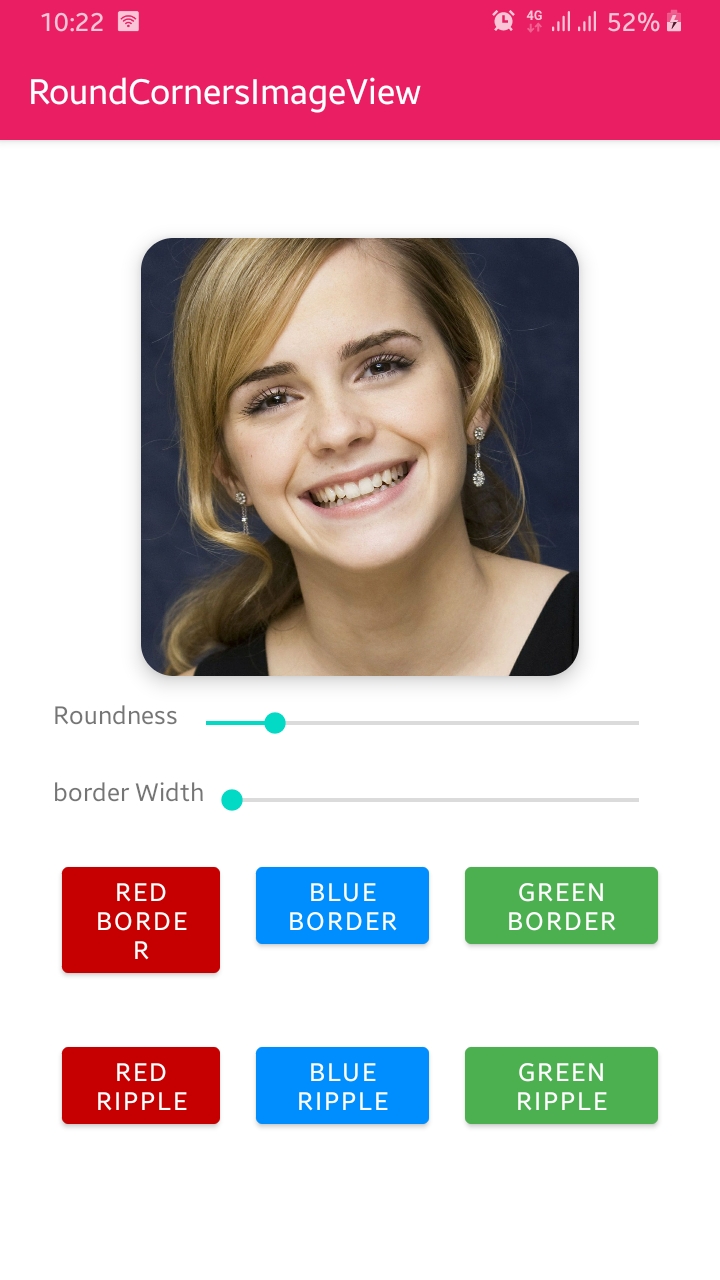 10:22
4G
52%
RoundCornersImageView
Roundness
border Width
RED
BORDE
R
BLUE
BORDER
GREEN
BORDER
RED
RIPPLE
BLUE
RIPPLE
GREEN
RIPPLE